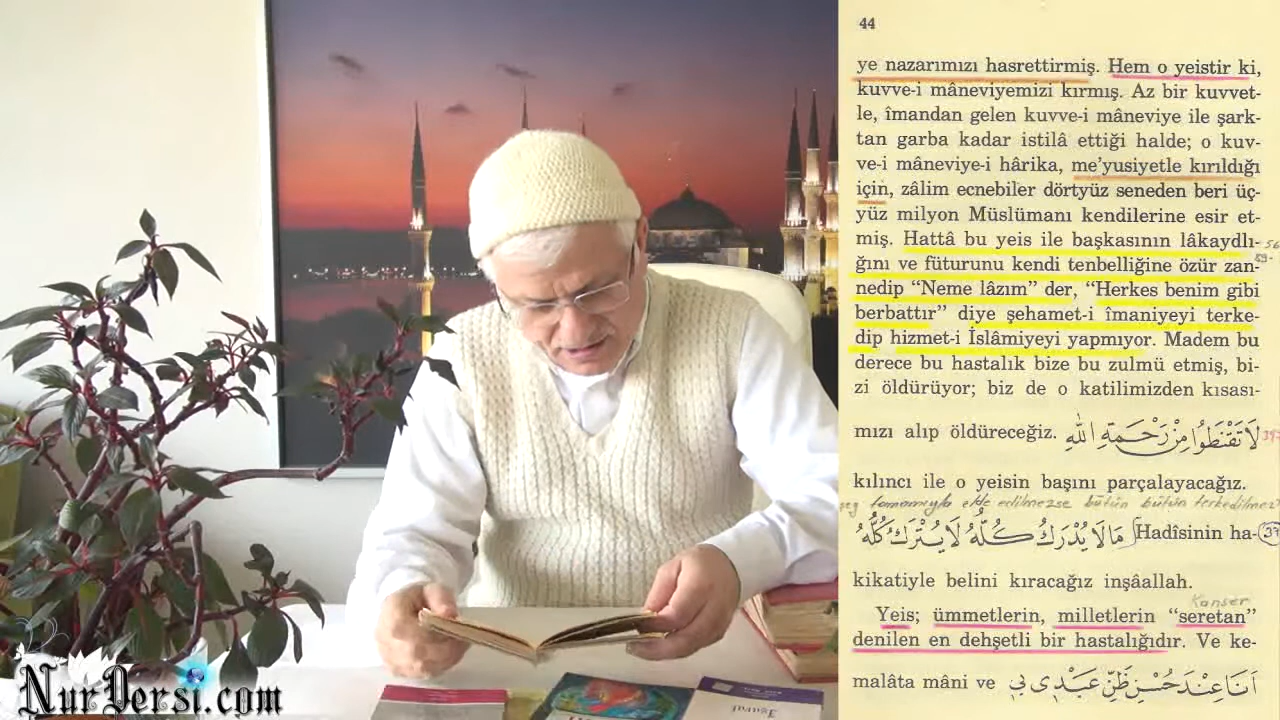 44
ye nazarımızı hasrettirmiş. Hem o yeistir ki,
kuvve-i mâneviyemizi kırmış. Az bir kuvvet-
le, îmandan gelen kuvve-i mâneviye ile şark-
tan garba kadar istilâ ettiği halde; o kuv-
ve-i mâneviye-i hârika, me'yusiyetle kırıldığı
için, zâlim ecnebiler dörtyüz seneden beri üç-
yüz milyon Müslümanı kendilerine esir et-
miş. Hattâ bu yeis ile başkasının lâkaydlı-
ğını ve füturunu kendi tenbelliğine özür zan-
nedip “Neme lâzım” der, “Herkes benim gibi
berbattır” diye şehamet-i îmaniyeyi terke-
dip hizmet-i İslâmiyeyi yapmıyor. Madem bu
derece bu hastalık bize bu zulmü etmiş, bi-
zi öldürüyor; biz de o katilimizden kısası-
mızı alıp öldüreceğiz. لَا تَقْنَطُوا مِنْ رَحْمَةِ اللّٰهِ
kılıncı ile o yeisin başını parçalayacağız.
tamamıyla elde edilmezse bütün bütün terkedilmez
مَا لَا يُدْرَكُ كُلُّهُ لَا يُتْرَكُ كُلُّهُ Hadîsinin ha-
kikatiyle belini kıracağız inşâallah.
Kanser
Yeis; ümmetlerin, milletlerin “seretan”
denilen en dehşetli bir hastalığıdır. Ve ke-
malâta mâni ve اَنَا عِنْدَ حُسْنِ ظَنِّ عَبْدِى بِى
NurDersi.com